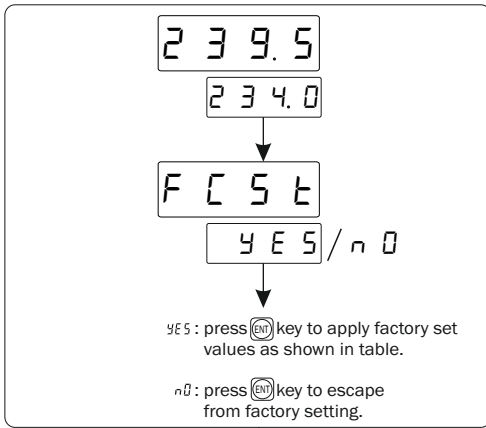 239.5
234.0
FCSt
YES / nO
YES : press ENT key to apply factory set
values as shown in table.
nO : press ENT key to escape
from factory setting.